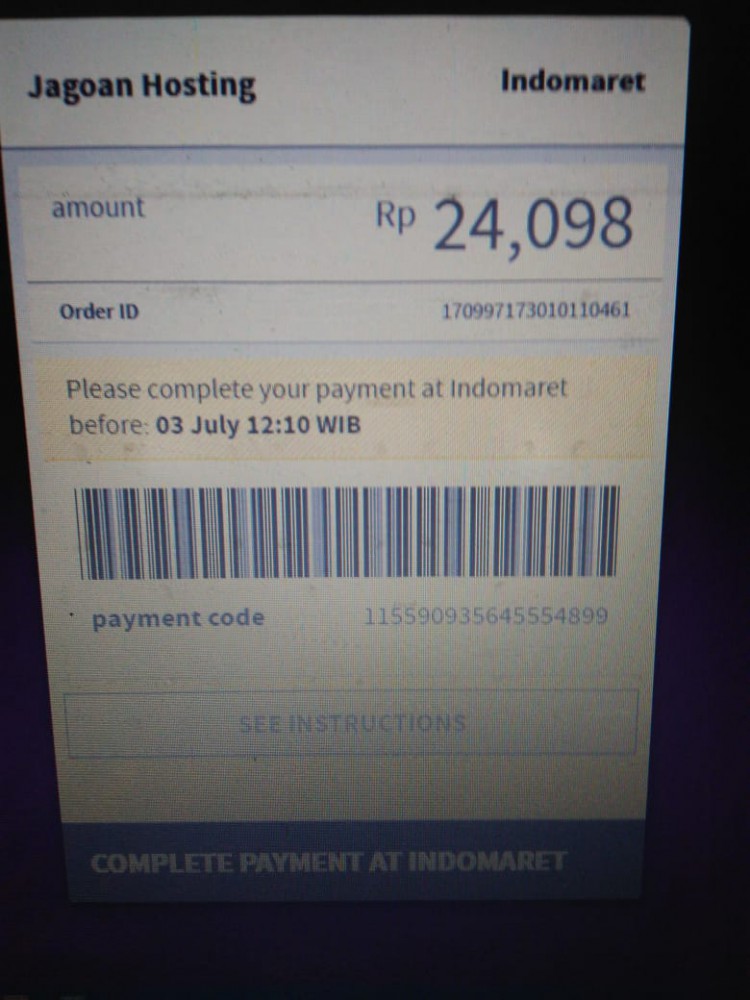 Jagoan Hosting Indomaret
amount Rp 24,098
Order ID 170997173010110461
Please complete your payment at Indomaret
before: 03 July 12:10 WIB
payment code 115590935645554899
SEE INSTRUCTIONS
COMPLETE PAYMENT AT INDOMARET